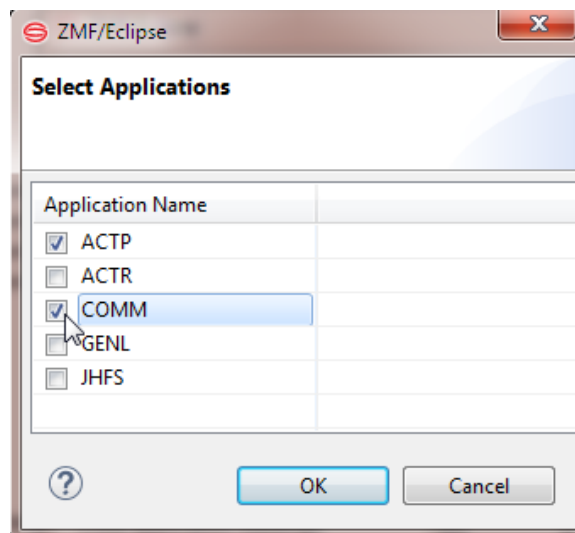 ZMF/Eclipse
Select Applications
Application Name
ACTP
ACTR
COMM
GENL
JHFS
?
OK Cancel